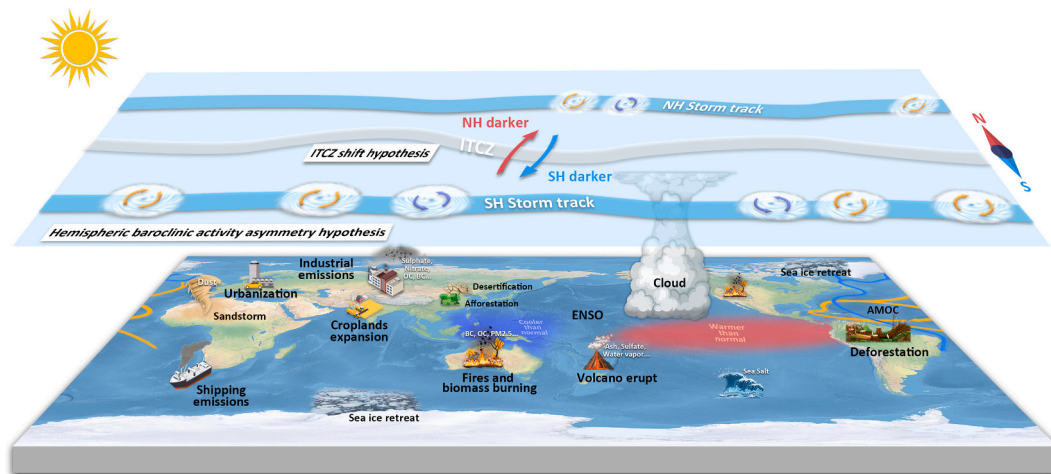 NH Storm track
NH darker
N
ITCZ
ITCZ shift hypothesis
SH darker
S
SH Storm track
Hemispheric baroclinic activity asymmetry hypothesis
Industrial
emissions
Sulphate,
Nitrate,
OC, BC...
Sea ice retreat
Dust
Urbanization
Desertification
Cloud
Sandstorm
Croplands
expansion
Afforestation
ENSO
AMOC
Cooler
than
normal
Warmer
than
normal
BC, OC, PM2.5...
Ash, Sulfate,
Water vapor...
Deforestation
Shipping
emissions
Fires and
biomass burning
Volcano erupt
Sea Salt
Sea ice retreat